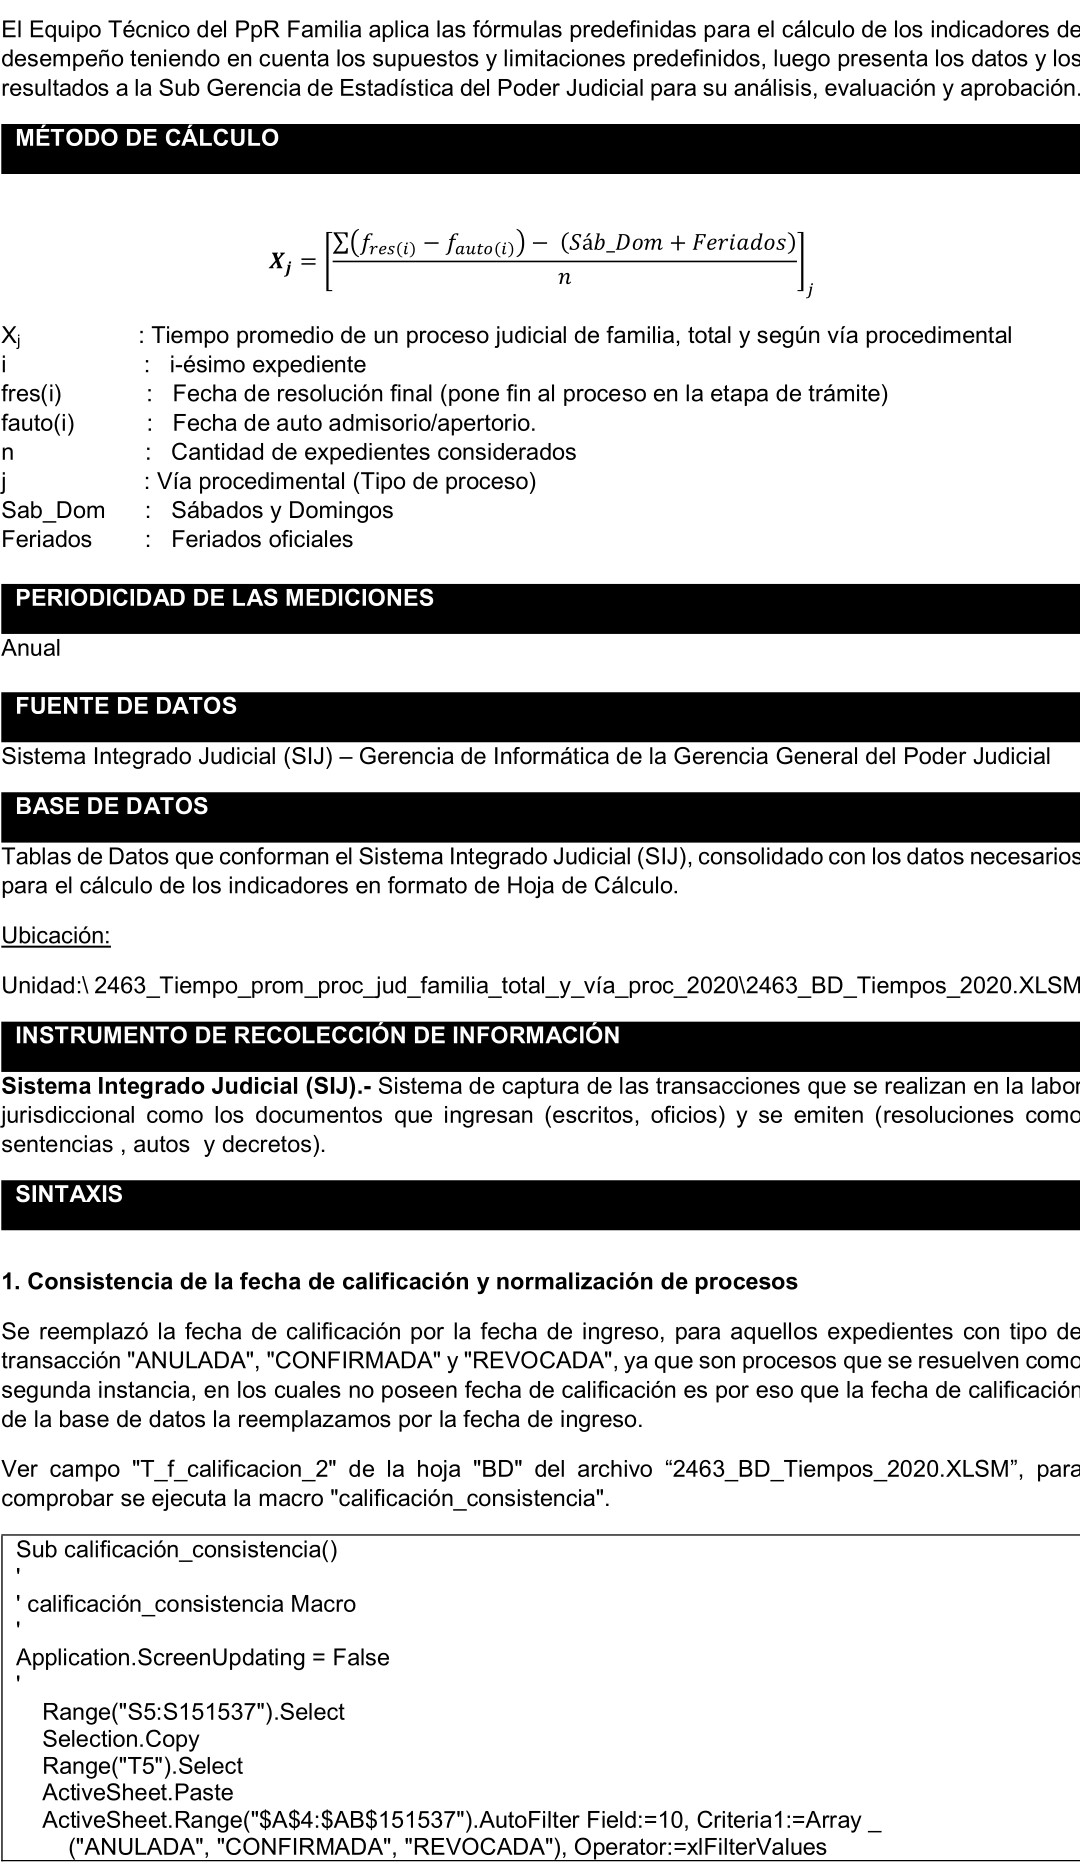 El Equipo Técnico del PpR Familia aplica las fórmulas predefinidas para el cálculo de los indicadores de
desempeño teniendo en cuenta los supuestos y limitaciones predefinidos, luego presenta los datos y los
resultados a la Sub Gerencia de Estadística del Poder Judicial para su análisis, evaluación y aprobación.
MÉTODO DE CÁLCULO
X_j = [ (∑(f_res(i) − f_auto(i)) − (Sáb_Dom + Feriados)) / n ]_j
Xj : Tiempo promedio de un proceso judicial de familia, total y según vía procedimental
i : i-ésimo expediente
fres(i) : Fecha de resolución final (pone fin al proceso en la etapa de trámite)
fauto(i) : Fecha de auto admisorio/apertorio.
n : Cantidad de expedientes considerados
j : Vía procedimental (Tipo de proceso)
Sab_Dom : Sábados y Domingos
Feriados : Feriados oficiales
PERIODICIDAD DE LAS MEDICIONES
Anual
FUENTE DE DATOS
Sistema Integrado Judicial (SIJ) – Gerencia de Informática de la Gerencia General del Poder Judicial
BASE DE DATOS
Tablas de Datos que conforman el Sistema Integrado Judicial (SIJ), consolidado con los datos necesarios
para el cálculo de los indicadores en formato de Hoja de Cálculo.
Ubicación:
Unidad:\ 2463_Tiempo_prom_proc_jud_familia_total_y_vía_proc_2020\2463_BD_Tiempos_2020.XLSM
INSTRUMENTO DE RECOLECCIÓN DE INFORMACIÓN
Sistema Integrado Judicial (SIJ).- Sistema de captura de las transacciones que se realizan en la labor
jurisdiccional como los documentos que ingresan (escritos, oficios) y se emiten (resoluciones como
sentencias , autos y decretos).
SINTAXIS
1. Consistencia de la fecha de calificación y normalización de procesos
Se reemplazó la fecha de calificación por la fecha de ingreso, para aquellos expedientes con tipo de
transacción "ANULADA", "CONFIRMADA" y "REVOCADA", ya que son procesos que se resuelven como
segunda instancia, en los cuales no poseen fecha de calificación es por eso que la fecha de calificación
de la base de datos la reemplazamos por la fecha de ingreso.
Ver campo "T_f_calificacion_2" de la hoja "BD" del archivo “2463_BD_Tiempos_2020.XLSM”, para
comprobar se ejecuta la macro "calificación_consistencia".
Sub calificación_consistencia()
'
' calificación_consistencia Macro
'
Application.ScreenUpdating = False
'
Range("S5:S151537").Select
Selection.Copy
Range("T5").Select
ActiveSheet.Paste
ActiveSheet.Range("$A$4:$AB$151537").AutoFilter Field:=10, Criteria1:=Array _
("ANULADA", "CONFIRMADA", "REVOCADA"), Operator:=xlFilterValues